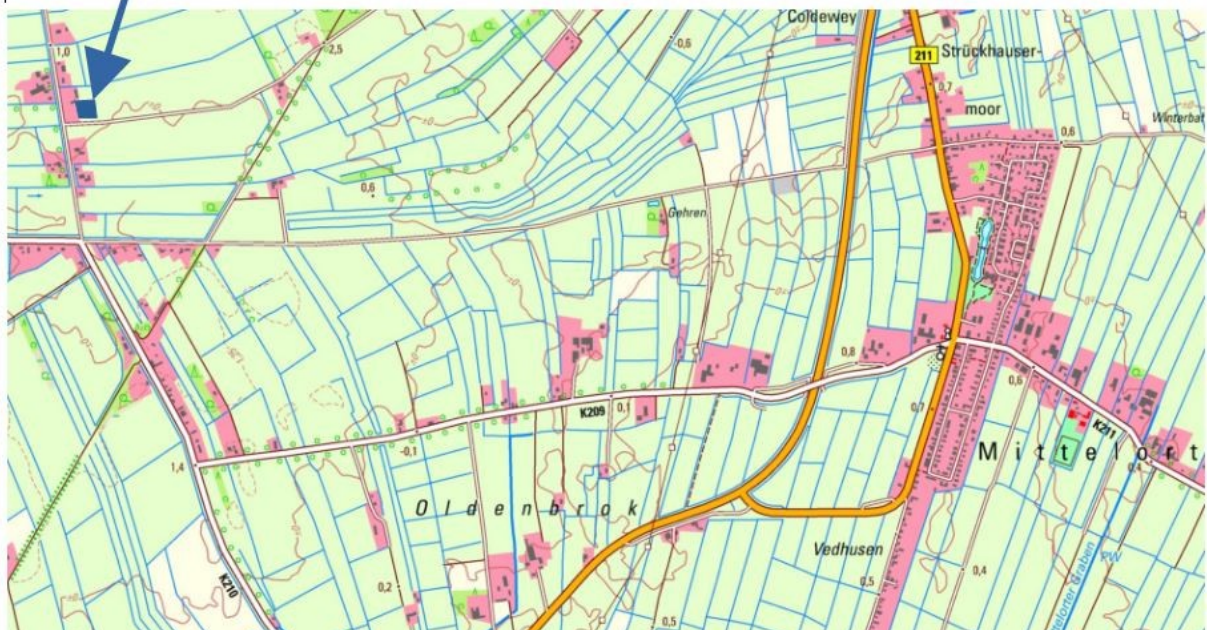 Coldewey
1,0
2,5
-0,6
211
Strückhauser-
0,7
moor
0,6
0,6
Gehren
0,8
K209
0,1
0,6
0,7
K211
-0,1
1,4
Mittelort
0,4
Oldenbrok
Vedhusen
PW
K210
0,2
0,5
0,4
0,5